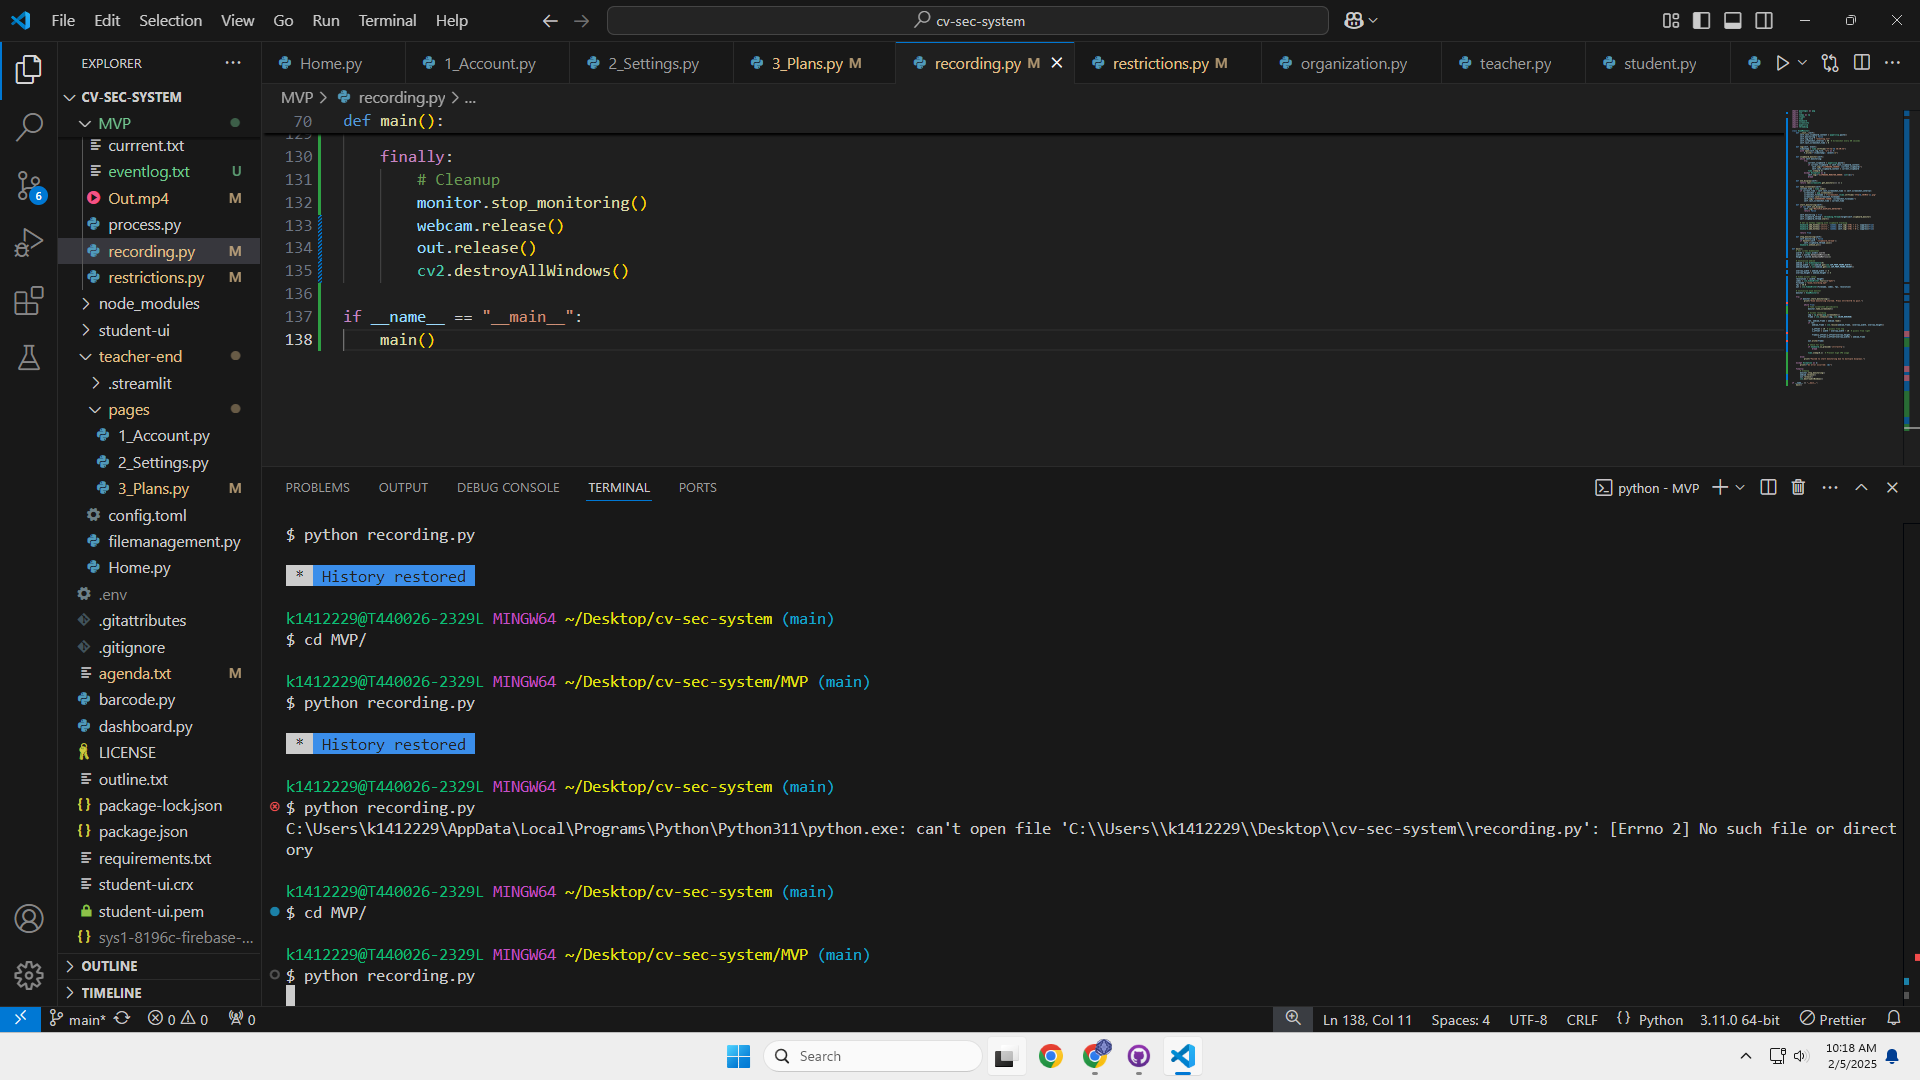 File Edit Selection View Go Run Terminal Help
cv-sec-system
EXPLORER
Home.py
1_Account.py
2_Settings.py
3_Plans.py M
recording.py M
restrictions.py M
organization.py
teacher.py
student.py
CV-SEC-SYSTEM
MVP
currrent.txt
eventlog.txt U
Out.mp4 M
process.py
recording.py M
restrictions.py M
node_modules
student-ui
teacher-end
.streamlit
pages
1_Account.py
2_Settings.py
3_Plans.py M
config.toml
filemanagement.py
Home.py
.env
.gitattributes
.gitignore
agenda.txt M
barcode.py
dashboard.py
LICENSE
outline.txt
package-lock.json
package.json
requirements.txt
student-ui.crx
student-ui.pem
sys1-8196c-firebase-...
OUTLINE
TIMELINE
6
MVP > recording.py > ...
70 def main():
129
130 finally:
131 # Cleanup
132 monitor.stop_monitoring()
133 webcam.release()
134 out.release()
135 cv2.destroyAllWindows()
136
137 if __name__ == "__main__":
138 main()
PROBLEMS OUTPUT DEBUG CONSOLE TERMINAL PORTS
python - MVP
$ python recording.py
* History restored
k1412229@T440026-2329L MINGW64 ~/Desktop/cv-sec-system (main)
$ cd MVP/
k1412229@T440026-2329L MINGW64 ~/Desktop/cv-sec-system/MVP (main)
$ python recording.py
* History restored
k1412229@T440026-2329L MINGW64 ~/Desktop/cv-sec-system (main)
$ python recording.py
C:\Users\k1412229\AppData\Local\Programs\Python\Python311\python.exe: can't open file 'C:\\Users\\k1412229\\Desktop\\cv-sec-system\\recording.py': [Errno 2] No such file or direct
ory
k1412229@T440026-2329L MINGW64 ~/Desktop/cv-sec-system (main)
$ cd MVP/
k1412229@T440026-2329L MINGW64 ~/Desktop/cv-sec-system/MVP (main)
$ python recording.py
main* 0 0 0
Ln 138, Col 11 Spaces: 4 UTF-8 CRLF {} Python 3.11.0 64-bit Prettier
Search
10:18 AM
2/5/2025